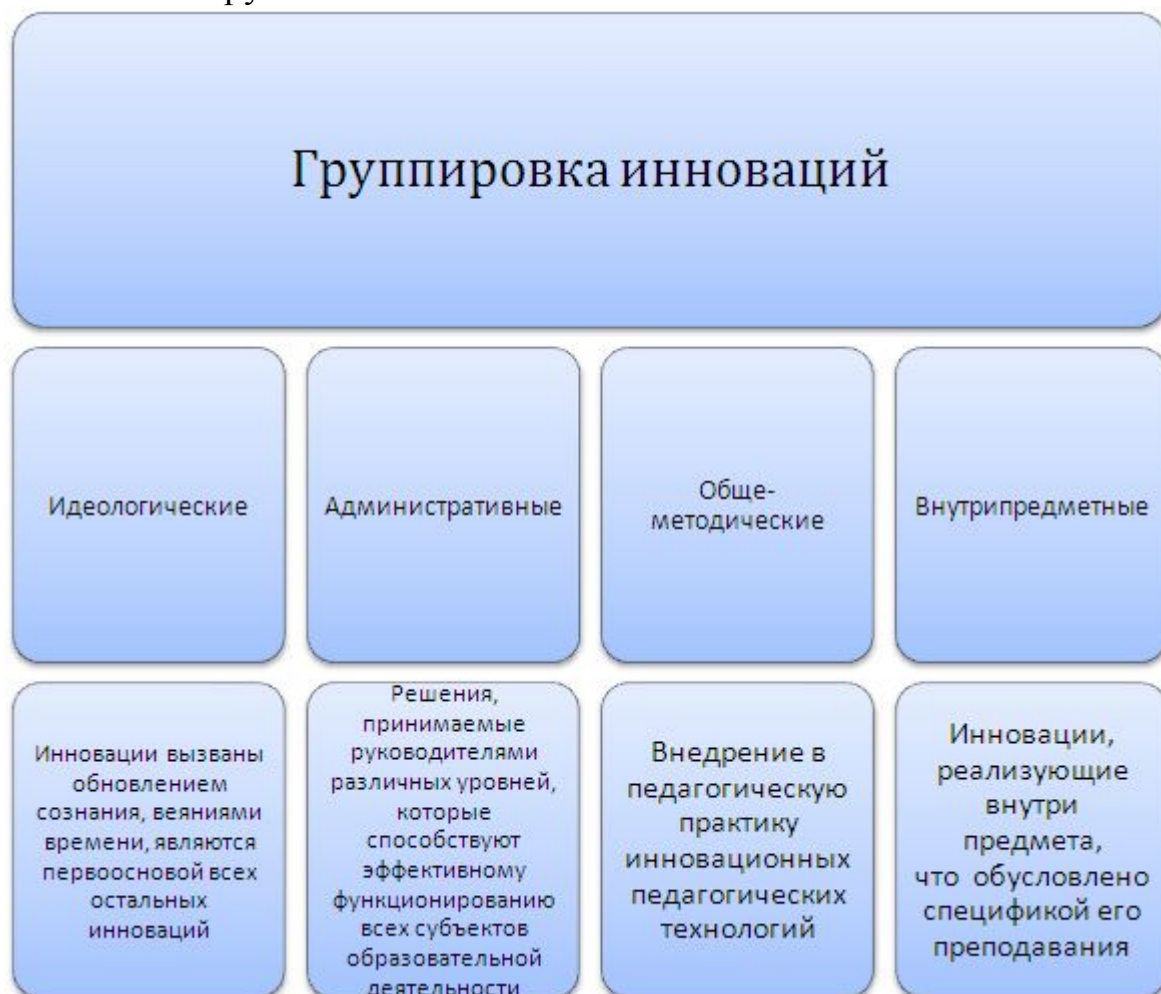 Группировка инноваций
Идеологические
Административные
Обще-
методические
Внутрипредметные
Инновации вызваны
обновлением
сознания, веяниями
времени, являются
первоосновой всех
остальных
инноваций
Решения,
принимаемые
руководителями
различных уровней,
которые
способствуют
эффективному
функционированию
всех субъектов
образовательной
деятельности
Внедрение в
педагогическую
практику
инновационных
педагогических
технологий
Инновации,
реализующие
внутри
предмета,
что обусловлено
спецификой его
преподавания